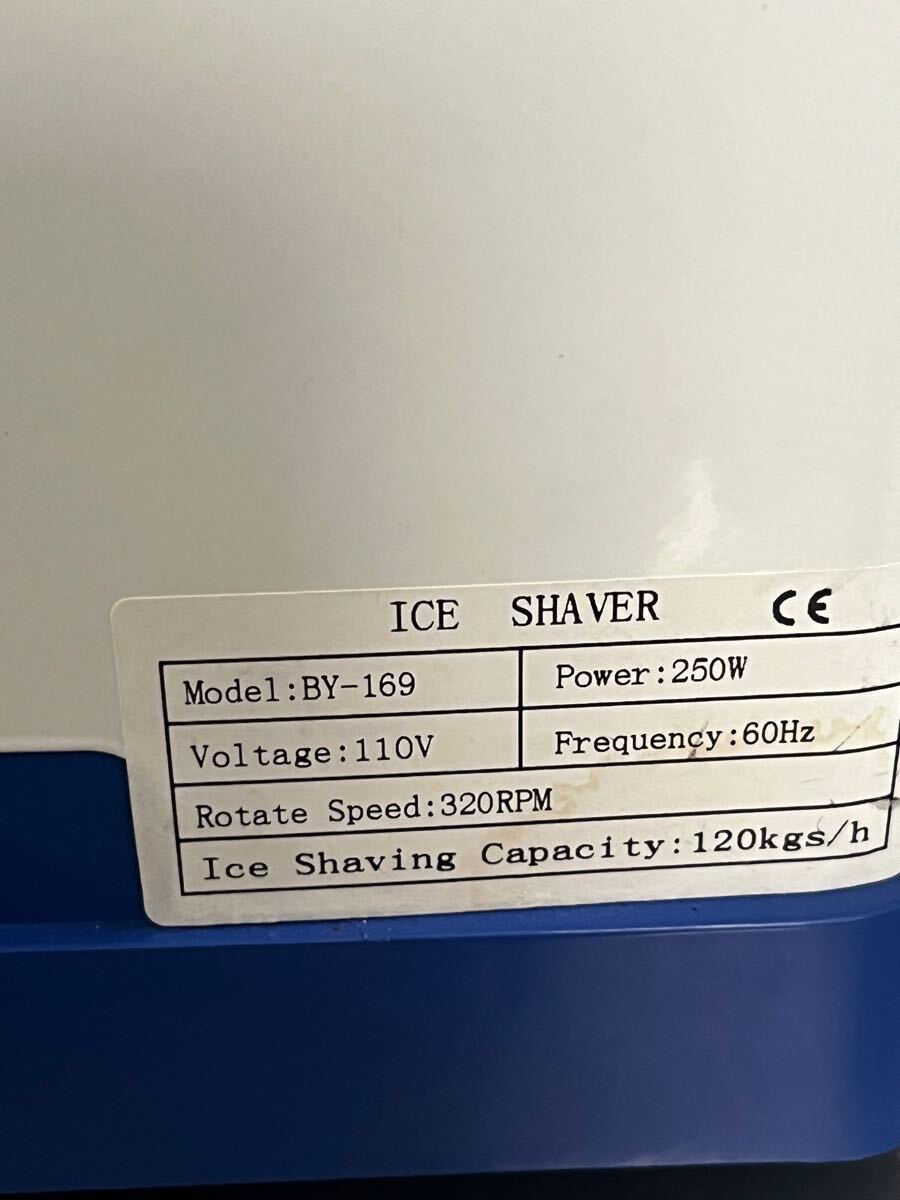 ICE SHAVER CE
Model:BY-169 Power:250W
Voltage:110V Frequency:60Hz
Rotate Speed:320RPM
Ice Shaving Capacity:120kgs/h